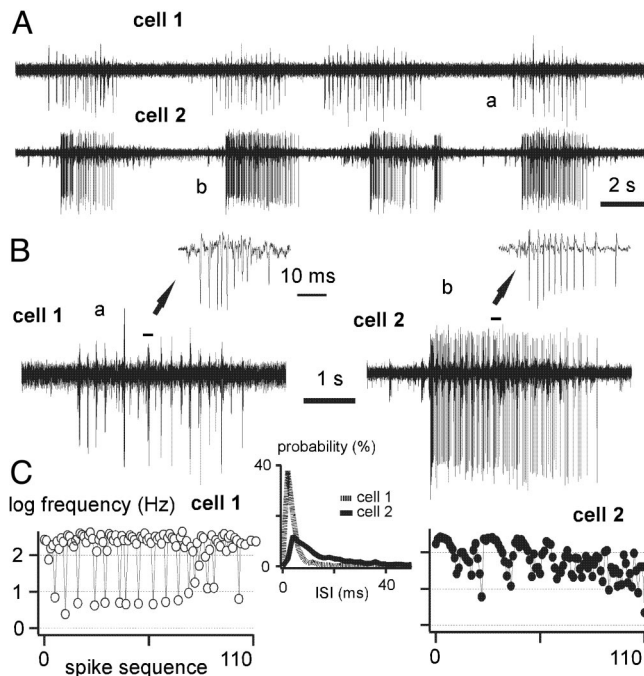 A
cell 1
a
cell 2
b
2 s
B
10 ms
a
b
cell 1
cell 2
1 s
C
probability (%)
40
cell 1
cell 2
0
0 20 40
ISI (ms)
log frequency (Hz)
cell 1
2
1
0
0 110
spike sequence
cell 2
0 110